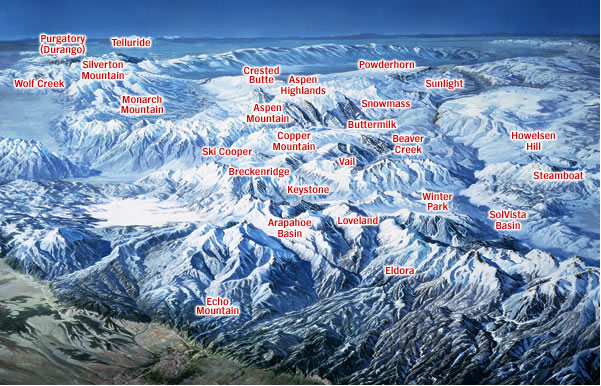 Purgatory
(Durango)
Telluride
Silverton
Mountain
Wolf Creek
Monarch
Mountain
Crested
Butte
Aspen
Highlands
Powderhorn
Sunlight
Snowmass
Aspen
Mountain
Buttermilk
Copper
Mountain
Beaver
Creek
Howelsen
Hill
Ski Cooper
Vail
Steamboat
Breckenridge
Keystone
Winter
Park
SolVista
Basin
Arapahoe
Basin
Loveland
Eldora
Echo
Mountain